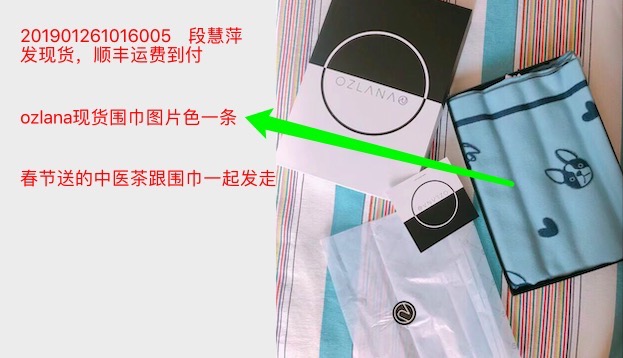 201901261016005 段慧萍
发现货，顺丰运费到付
ozlana现货围巾图片色一条
春节送的中医茶跟围巾一起发走
OZLANA
OZLANA